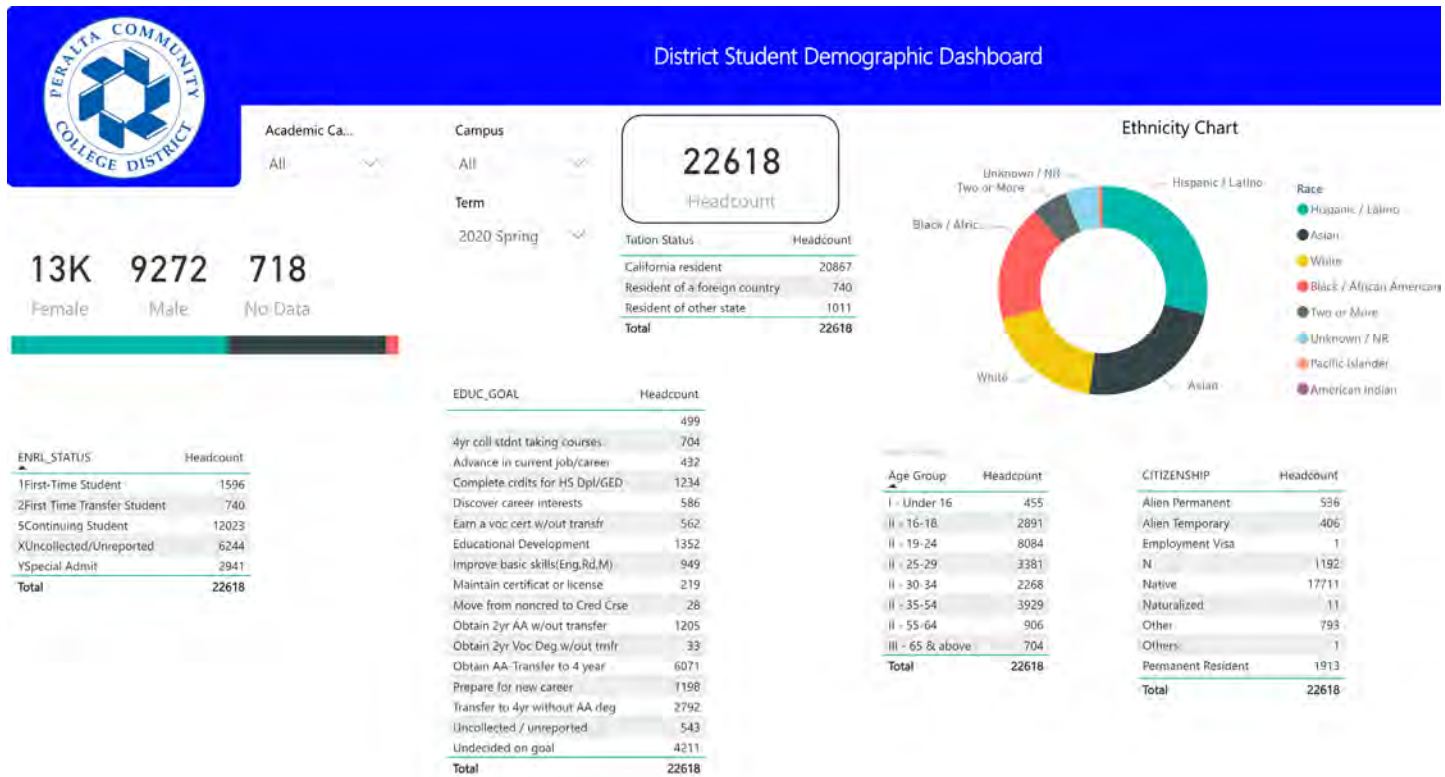 PERALTA COMMUNITY
COLLEGE DISTRICT
District Student Demographic Dashboard
Academic Ca...
All
Campus
All
Term
2020 Spring
22618
Headcount
13K
Female
9272
Male
718
No Data
Tution Status Headcount
California resident 20867
Resident of a foreign country 740
Resident of other state 1011
Total 22618
Ethnicity Chart
Unknown / NR
Two or More
Black / Afric...
White
Hispanic / Latino
Asian
Race
Hispanic / Latino
Asian
White
Black / African American
Two or More
Unknown / NR
Pacific Islander
American Indian
ENRL_STATUS Headcount
1First-Time Student 1596
2First Time Transfer Student 740
5Continuing Student 12023
XUncollected/Unreported 6244
YSpecial Admit 2941
Total 22618
EDUC_GOAL Headcount
499
4yr coll stdnt taking courses 704
Advance in current job/career 432
Complete crdits for HS Dpl/GED 1234
Discover career interests 586
Earn a voc cert w/out transfr 562
Educational Development 1352
Improve basic skills(Eng,Rd,M) 949
Maintain certificat or license 219
Move from noncred to Cred Crse 28
Obtain 2yr AA w/out transfer 1205
Obtain 2yr Voc Deg w/out trnfr 33
Obtain AA-Transfer to 4 year 6071
Prepare for new career 1198
Transfer to 4yr without AA deg 2792
Uncollected / unreported 543
Undecided on goal 4211
Total 22618
Age Group Headcount
I - Under 16 455
II - 16-18 2891
II - 19-24 8084
II - 25-29 3381
II - 30-34 2268
II - 35-54 3929
II - 55-64 906
III - 65 & above 704
Total 22618
CITIZENSHIP Headcount
Alien Permanent 536
Alien Temporary 406
Employment Visa 1
N 1192
Native 17711
Naturalized 11
Other 793
Others 1
Permanent Resident 1913
Total 22618